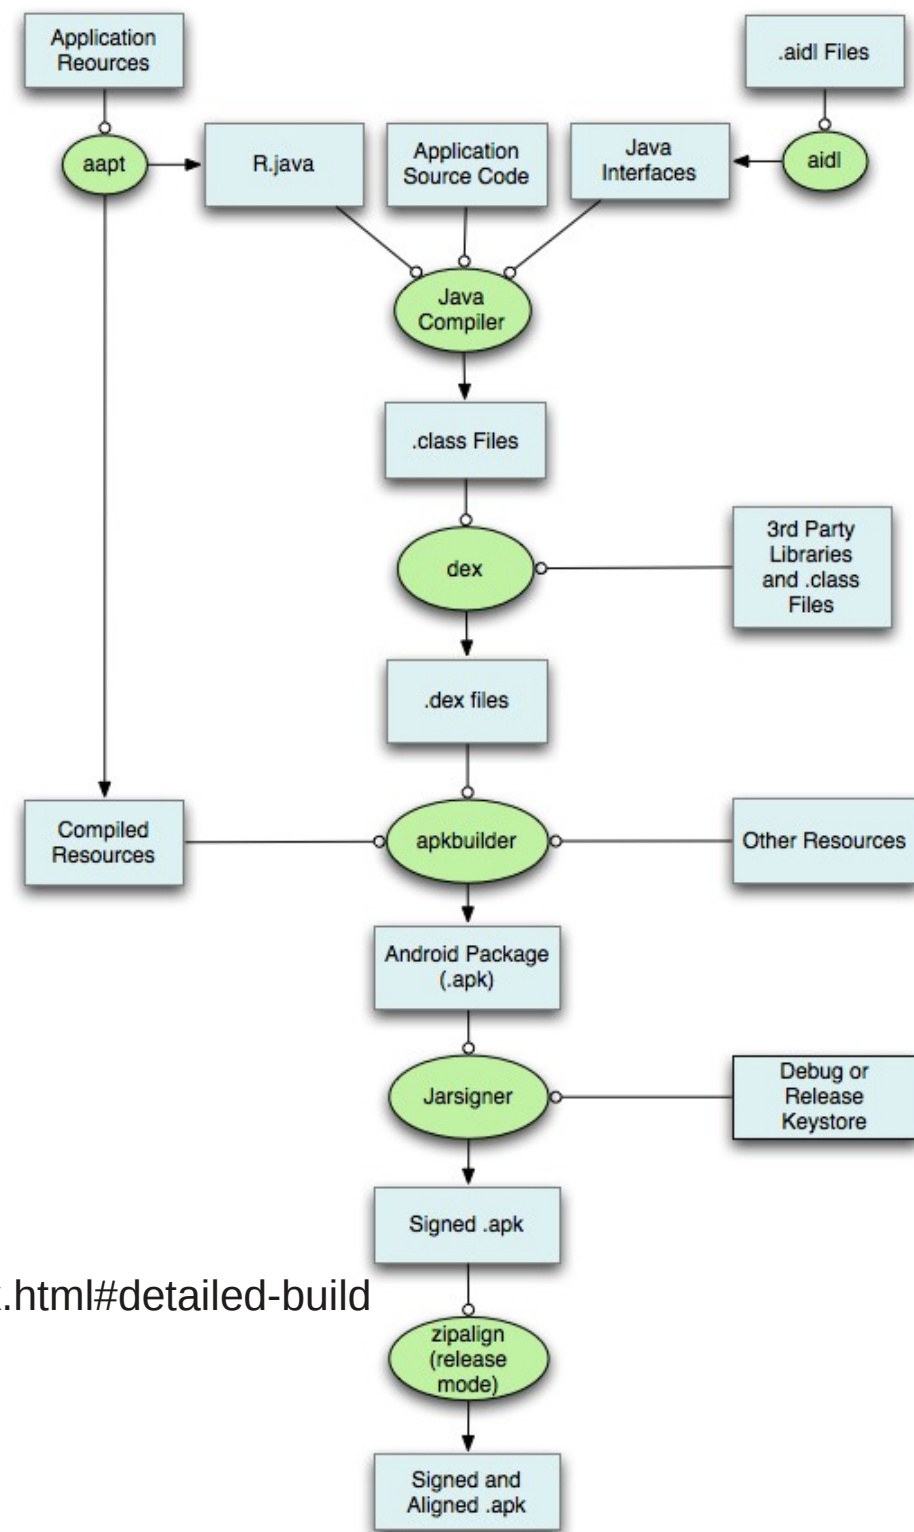 Application
Reources
.aidl Files
aapt
R.java
Application
Source Code
Java
Interfaces
aidl
Java
Compiler
.class Files
dex
3rd Party
Libraries
and .class
Files
.dex files
Compiled
Resources
apkbuilder
Other Resources
Android Package
(.apk)
Jarsigner
Debug or
Release
Keystore
Signed .apk
.html#detailed-build
zipalign
(release
mode)
Signed and
Aligned .apk